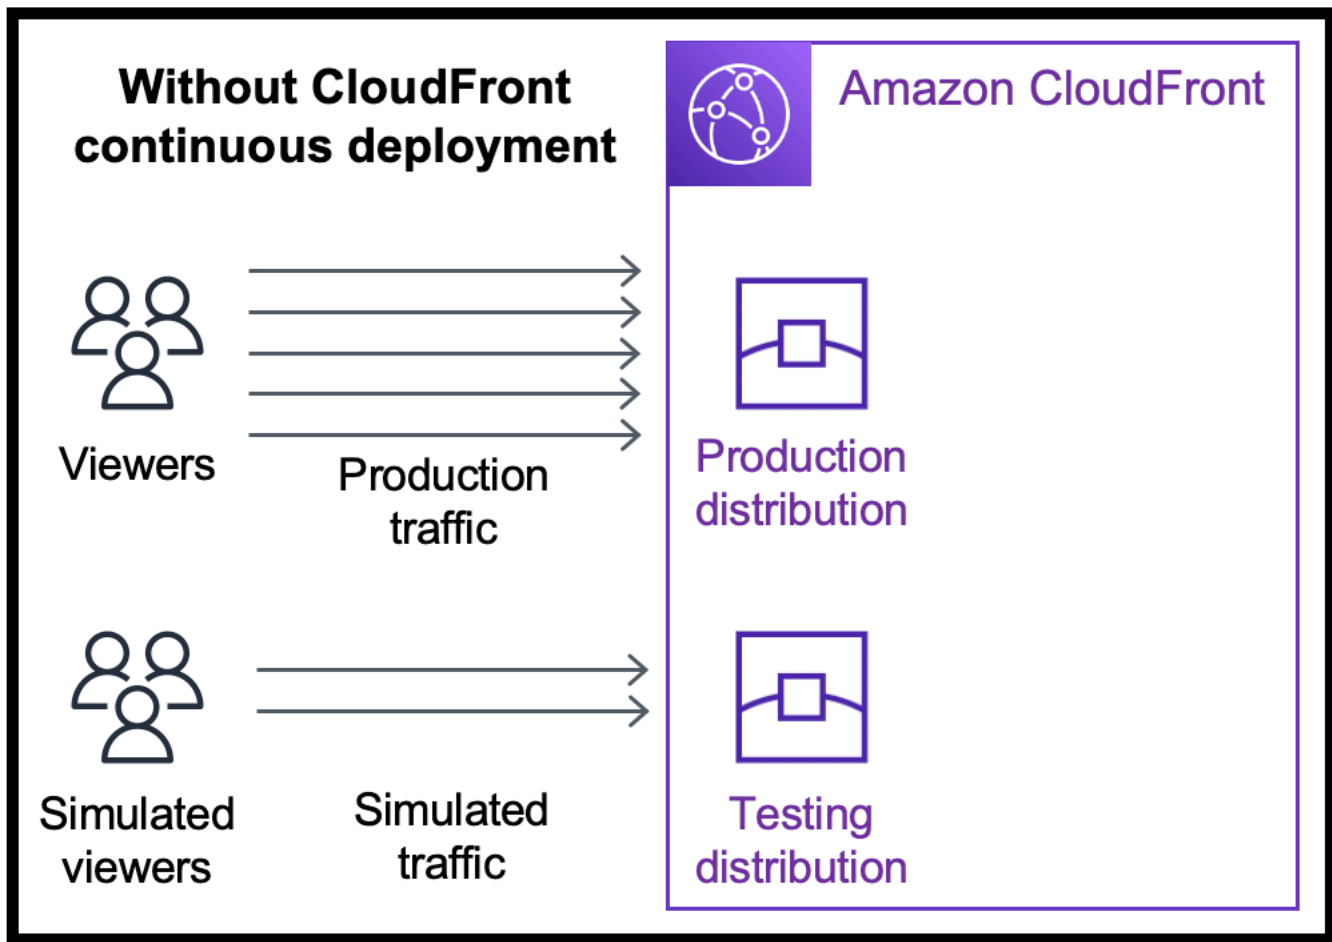 Without CloudFront
continuous deployment
Amazon CloudFront
Viewers
Production
traffic
Production
distribution
Simulated
viewers
Simulated
traffic
Testing
distribution